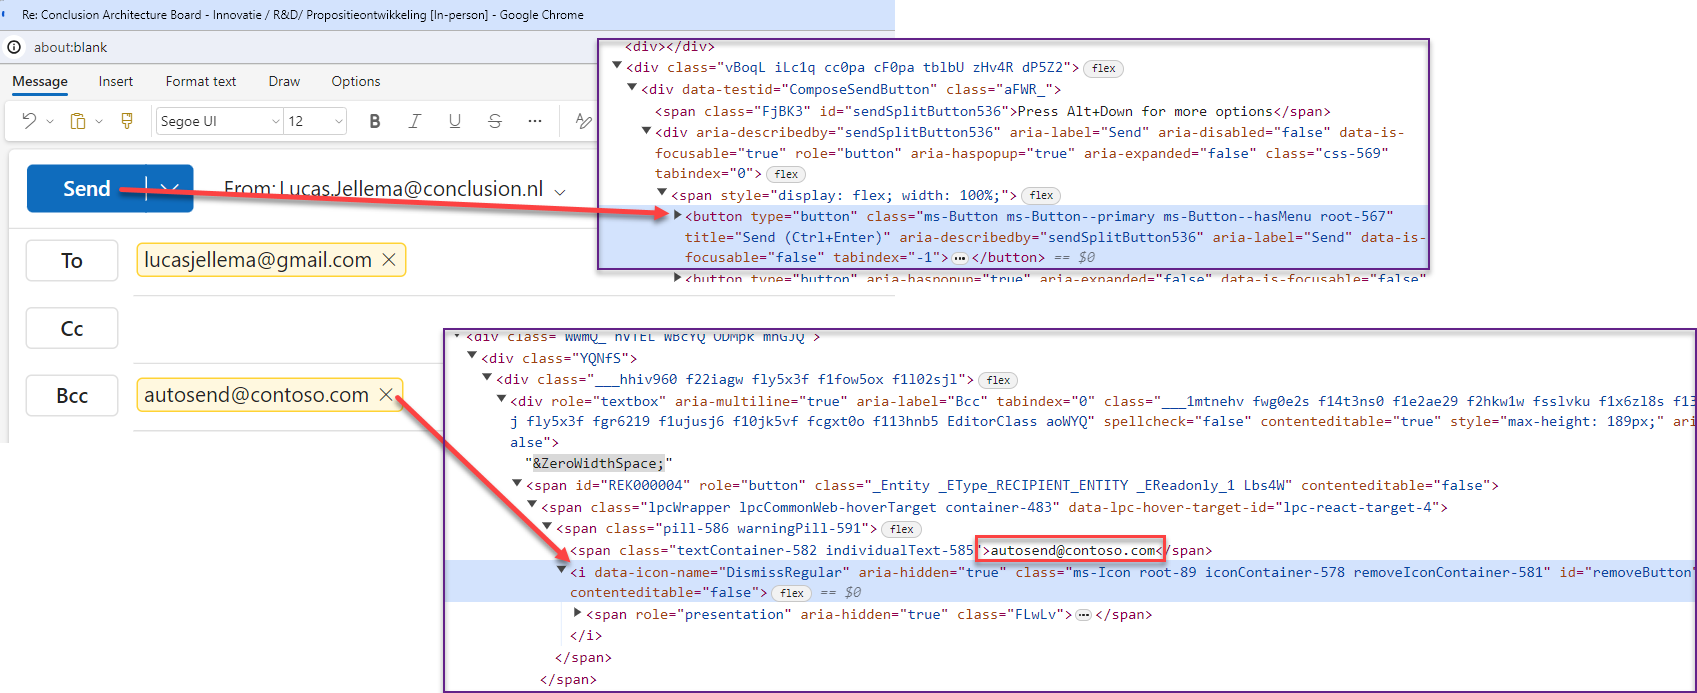 Re: Conclusion Architecture Board - Innovatie / R&D/ Propositieontwikkeling [In-person] - Google Chrome
about:blank
Message Insert Format text Draw Options
Segoe UI 12 B I U S ...
Send From: Lucas.Jellema@conclusion.nl
To lucasjellema@gmail.com
Cc
Bcc autosend@contoso.com
<div></div>
<div class="vBoqL iLc1q cc0pa cF0pa tblbU zHv4R dP5Z2"> flex
<div data-testid="ComposeSendButton" class="aFWR_">
<span class="FjBK3" id="sendSplitButton536">Press Alt+Down for more options</span>
<div aria-describedby="sendSplitButton536" aria-label="Send" aria-disabled="false" data-is-
focusable="true" role="button" aria-haspopup="true" aria-expanded="false" class="css-569"
tabindex="0"> flex
<span style="display: flex; width: 100%;"> flex
<button type="button" class="ms-Button ms-Button--primary ms-Button--hasMenu root-567"
title="Send (Ctrl+Enter)" aria-describedby="sendSplitButton536" aria-label="Send" data-is-
focusable="false" tabindex="-1"> ... </button> == $0
<button type="button" aria-haspopup="true" aria-expanded="false" data-is-focusable="false"
<div class="
<div class="YQNfS">
<div class="___hhiv960 f22iagw fly5x3f f1fow5ox f1l02sjl"> flex
<div role="textbox" aria-multiline="true" aria-label="Bcc" tabindex="0" class="___1mtnehv fwg0e2s f14t3ns0 f1e2ae29 f2hkw1w fsslvku f1x6zl8s f13
j fly5x3f fgr6219 f1ujusj6 f10jk5vf fcgxt0o f113hnb5 EditorClass aoWYQ" spellcheck="false" contenteditable="true" style="max-height: 189px;" ari
alse">
"&ZeroWidthSpace;"
<span id="REK000004" role="button" class="_Entity _EType_RECIPIENT_ENTITY _EReadonly_1 Lbs4W" contenteditable="false">
<span class="lpcWrapper lpcCommonWeb-hoverTarget container-483" data-lpc-hover-target-id="lpc-react-target-4">
<span class="pill-586 warningPill-591"> flex
<span class="textContainer-582 individualText-585">autosend@contoso.com</span>
<i data-icon-name="DismissRegular" aria-hidden="true" class="ms-Icon root-89 iconContainer-578 removeIconContainer-581" id="removeButton"
contenteditable="false"> flex == $0
<span role="presentation" aria-hidden="true" class="FLwLv"> ... </span>
</i>
</span>
</span>